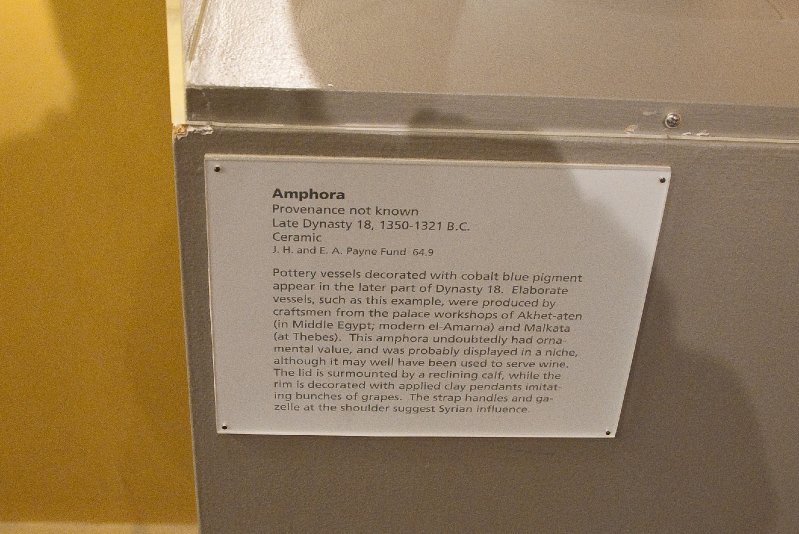 Amphora
Provenance not known
Late Dynasty 18, 1350-1321 B.C.
Ceramic
J. H. and E. A. Payne Fund 64.9
Pottery vessels decorated with cobalt blue pigment
appear in the later part of Dynasty 18. Elaborate
vessels, such as this example, were produced by
craftsmen from the palace workshops of Akhet-aten
(in Middle Egypt; modern el-Amarna) and Malkata
(at Thebes). This amphora undoubtedly had orna-
mental value, and was probably displayed in a niche,
although it may well have been used to serve wine.
The lid is surmounted by a reclining calf, while the
rim is decorated with applied clay pendants imitat-
ing bunches of grapes. The strap handles and ga-
zelle at the shoulder suggest Syrian influence.